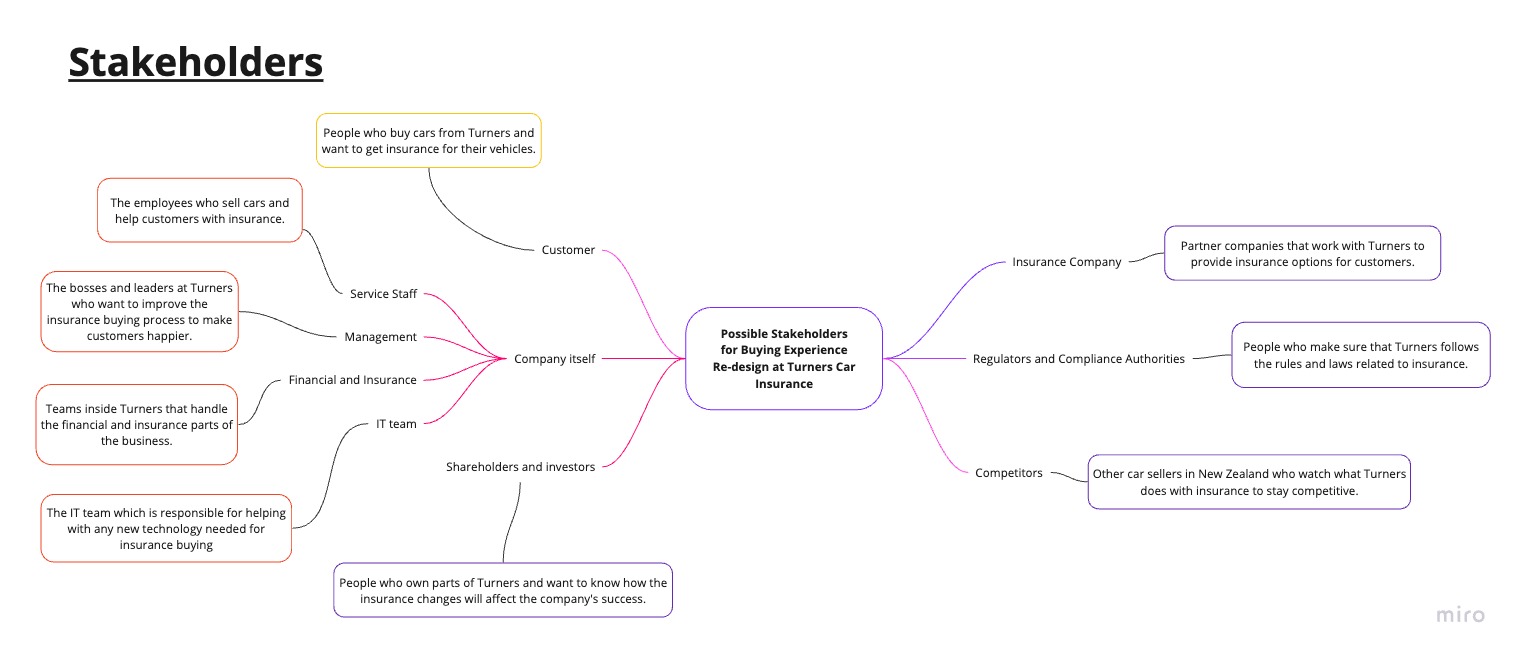 Stakeholders
People who buy cars from Turners and
want to get insurance for their vehicles.
The employees who sell cars and
help customers with insurance.
Customer
Service Staff
The bosses and leaders at Turners
who want to improve the
insurance buying process to make
customers happier.
Management
Company itself
Financial and Insurance
Teams inside Turners that handle
the financial and insurance parts of
the business.
IT team
The IT team which is responsible for helping
with any new technology needed for
insurance buying
Shareholders and investors
People who own parts of Turners and want to know how the
insurance changes will affect the company's success.
Possible Stakeholders
for Buying Experience
Re-design at Turners Car
Insurance
Insurance Company
Partner companies that work with Turners to
provide insurance options for customers.
Regulators and Compliance Authorities
People who make sure that Turners follows
the rules and laws related to insurance.
Competitors
Other car sellers in New Zealand who watch what Turners
does with insurance to stay competitive.
miro